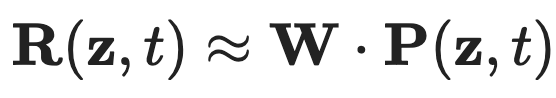 R(z, t) ≈ W · P(z, t)